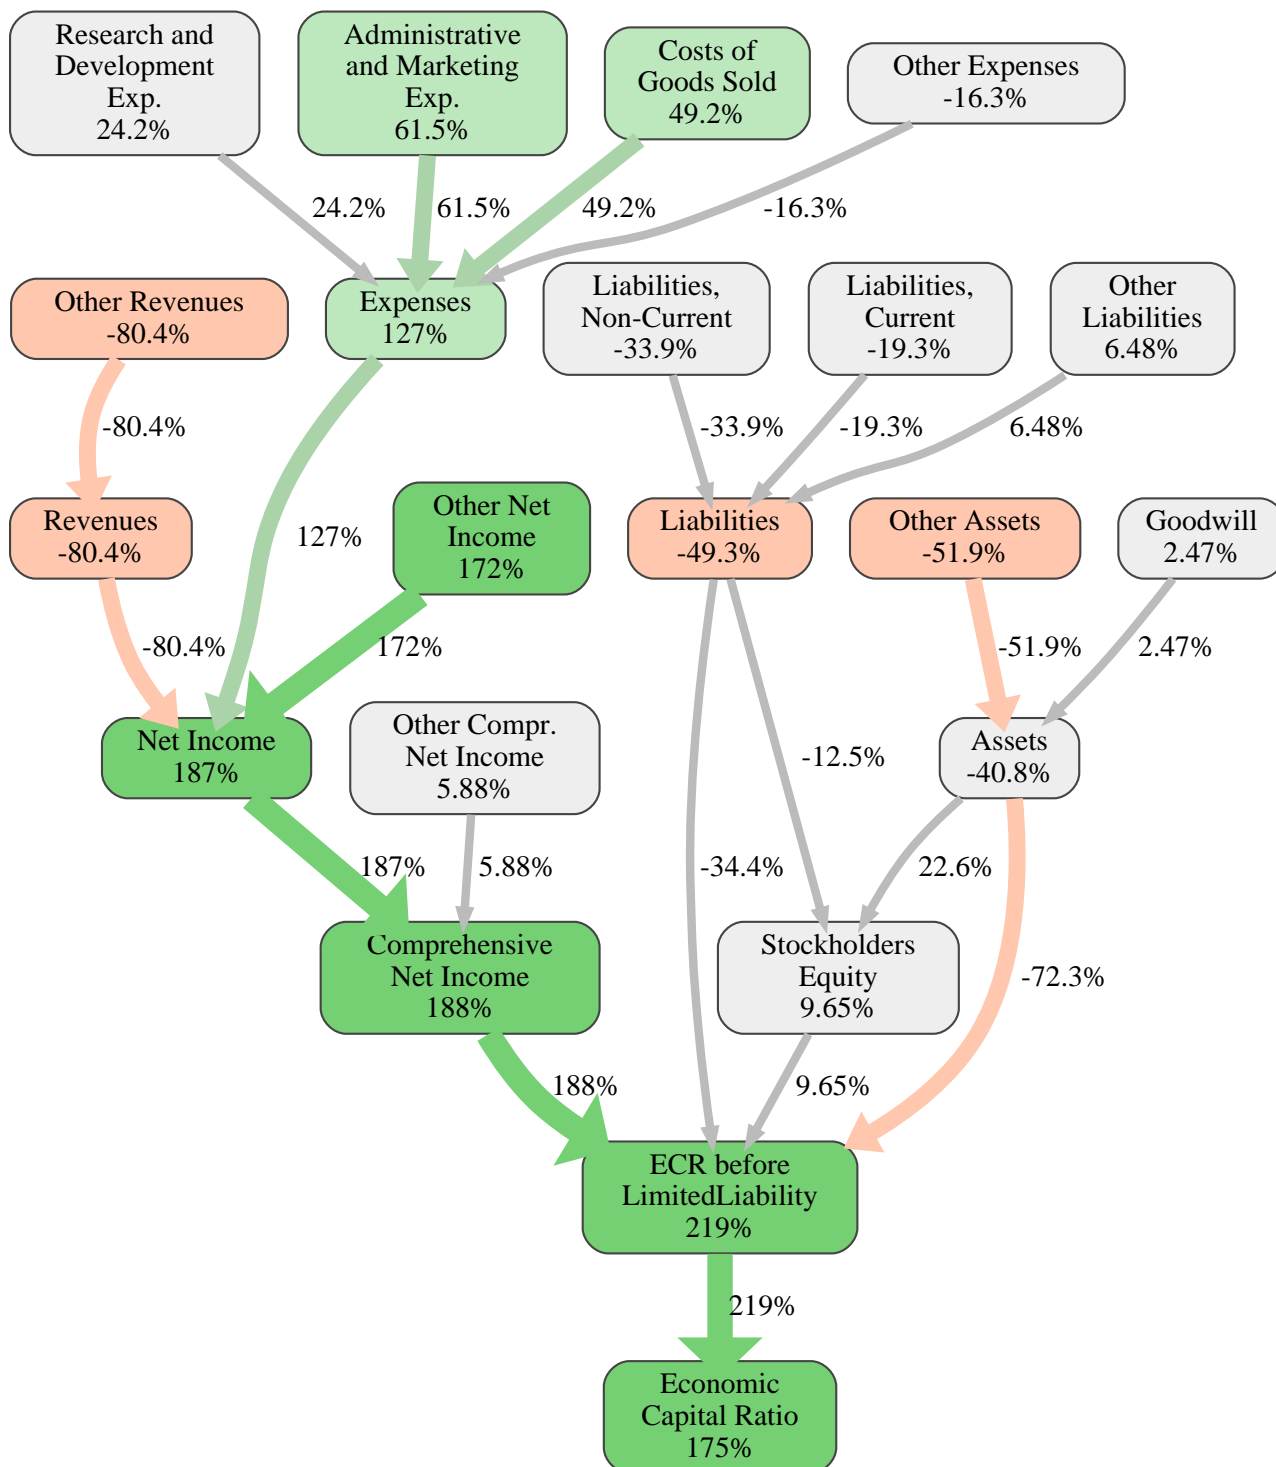 Research and
Development
Exp.
24.2%
Administrative
and Marketing
Exp.
61.5%
Costs of
Goods Sold
49.2%
Other Expenses
-16.3%
24.2%
61.5%
49.2%
-16.3%
Other Revenues
-80.4%
Expenses
127%
Liabilities,
Non-Current
-33.9%
Liabilities,
Current
-19.3%
Other
Liabilities
6.48%
-80.4%
-33.9%
-19.3%
6.48%
Revenues
-80.4%
127%
Other Net
Income
172%
Liabilities
-49.3%
Other Assets
-51.9%
Goodwill
2.47%
-80.4%
172%
-51.9%
2.47%
Net Income
187%
Other Compr.
Net Income
5.88%
-12.5%
Assets
-40.8%
187%
5.88%
-34.4%
22.6%
Comprehensive
Net Income
188%
Stockholders
Equity
9.65%
-72.3%
188%
9.65%
ECR before
LimitedLiability
219%
219%
Economic
Capital Ratio
175%